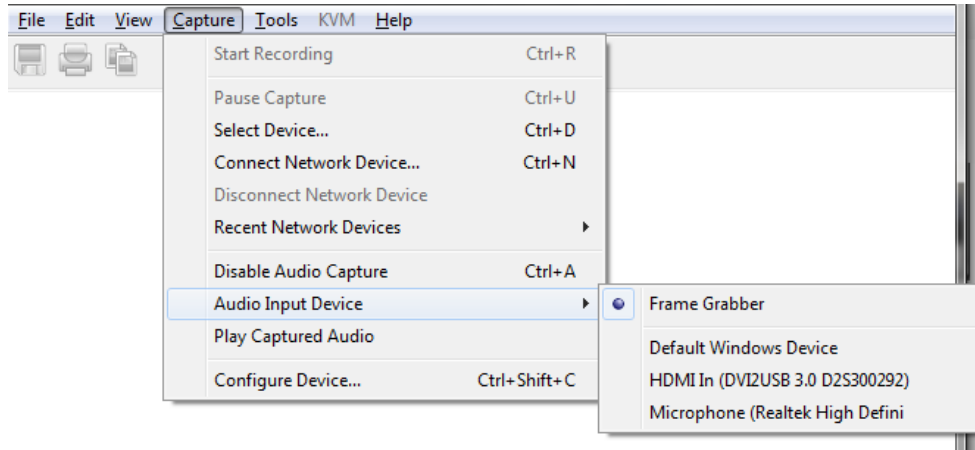 File Edit View Capture Tools KVM Help
Start Recording Ctrl+R
Pause Capture Ctrl+U
Select Device... Ctrl+D
Connect Network Device... Ctrl+N
Disconnect Network Device
Recent Network Devices
Disable Audio Capture Ctrl+A
Audio Input Device
Play Captured Audio
Configure Device... Ctrl+Shift+C
Frame Grabber
Default Windows Device
HDMI In (DVI2USB 3.0 D2S300292)
Microphone (Realtek High Defini